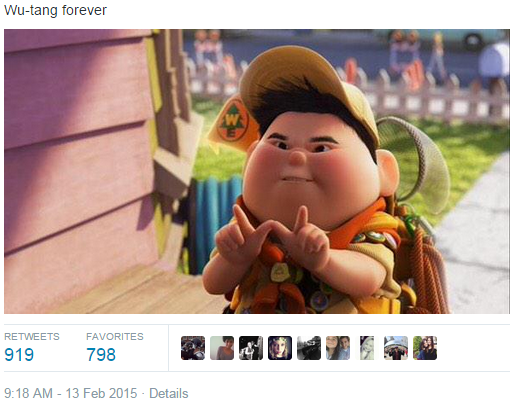 Wu-tang forever
W
E
RETWEETS
FAVORITES
919
798
9:18 AM - 13 Feb 2015 · Details